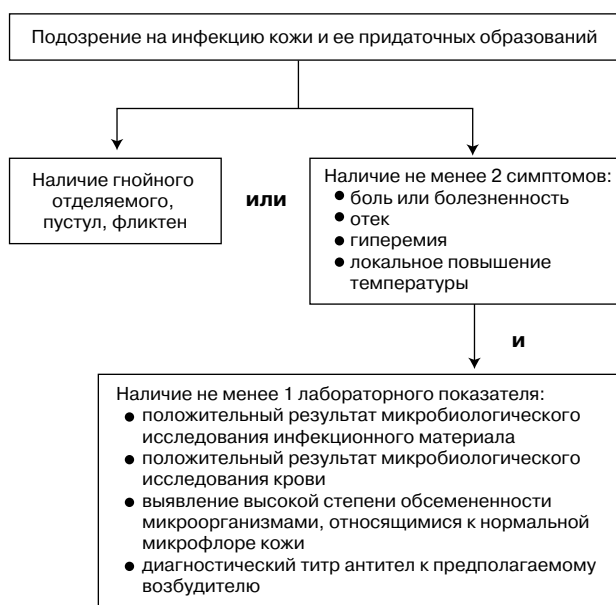 Подозрение на инфекцию кожи и ее придаточных образований
Наличие гнойного
отделяемого,
пустул, фликтен
или
Наличие не менее 2 симптомов:
● боль или болезненность
● отек
● гиперемия
● локальное повышение
температуры
и
Наличие не менее 1 лабораторного показателя:
● положительный результат микробиологического
исследования инфекционного материала
● положительный результат микробиологического
исследования крови
● выявление высокой степени обсемененности
микроорганизмами, относящимися к нормальной
микрофлоре кожи
● диагностический титр антител к предполагаемому
возбудителю